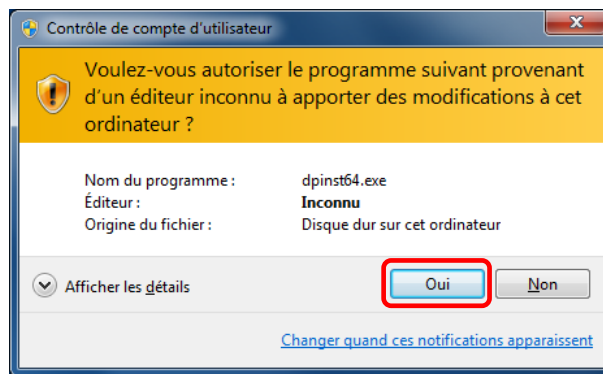 Contrôle de compte d'utilisateur
Voulez-vous autoriser le programme suivant provenant
d'un éditeur inconnu à apporter des modifications à cet
ordinateur ?
Nom du programme : dpinst64.exe
Éditeur : Inconnu
Origine du fichier : Disque dur sur cet ordinateur
Afficher les détails Oui Non
Changer quand ces notifications apparaissent